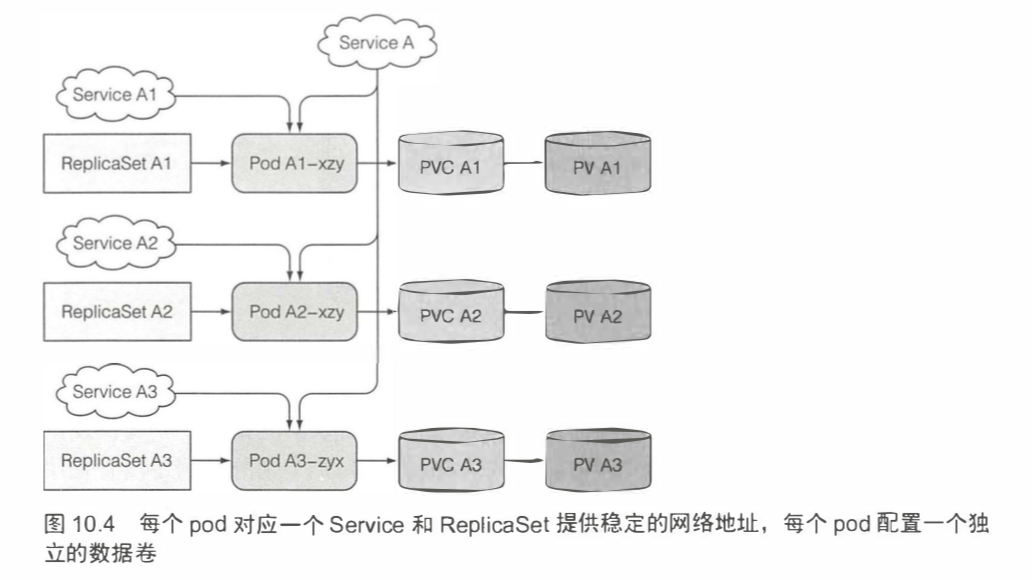 Service A
Service A1
ReplicaSet A1
Pod A1–xzy
PVC A1
PV A1
Service A2
ReplicaSet A2
Pod A2–xzy
PVC A2
PV A2
Service A3
ReplicaSet A3
Pod A3–zyx
PVC A3
PV A3
图 10.4 每个 pod 对应一个 Service 和 ReplicaSet 提供稳定的网络地址，每个 pod 配置一个独
立的数据卷